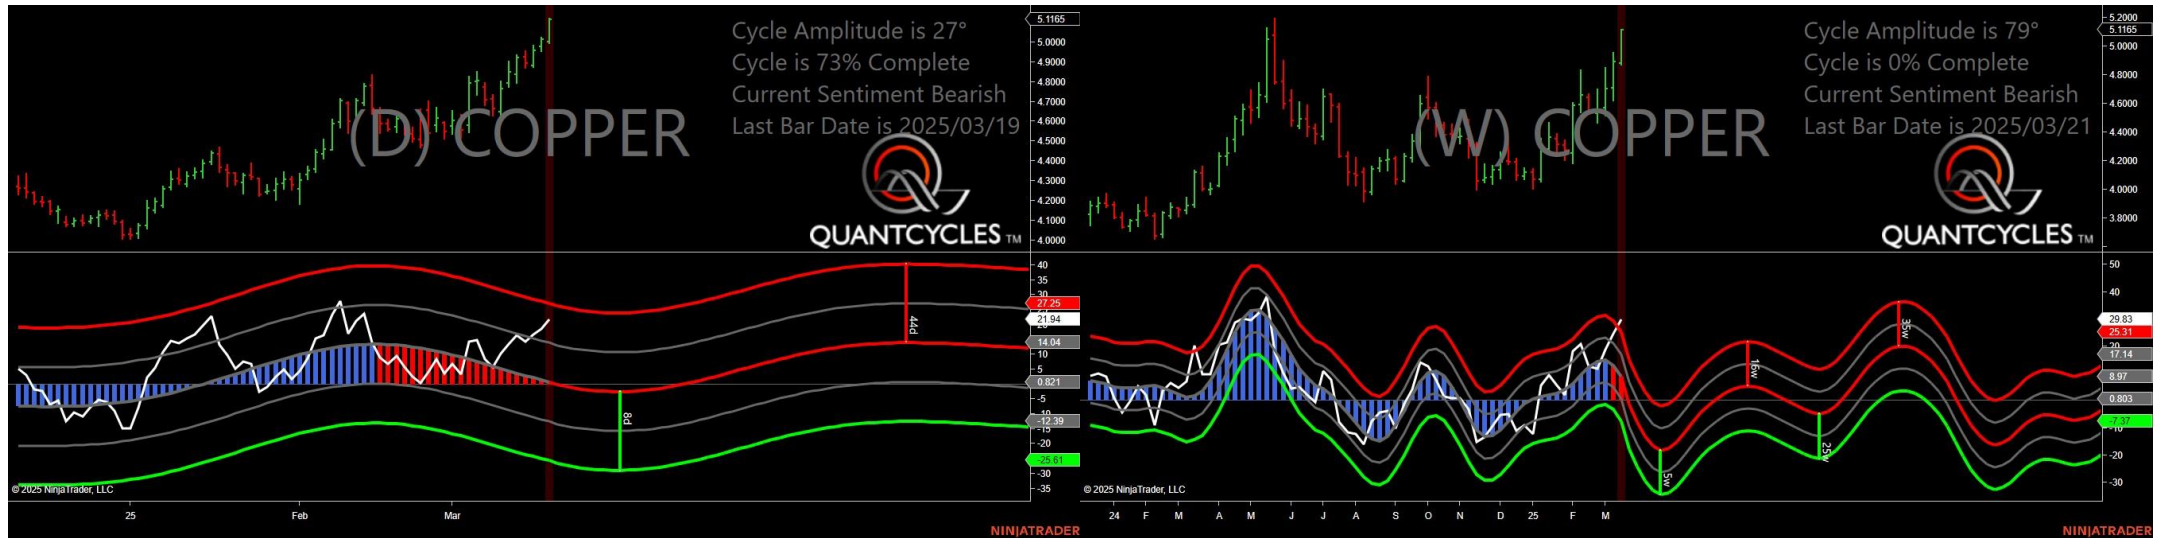 5.1165
Cycle Amplitude is 27°
Cycle is 73% Complete
Current Sentiment Bearish
Last Bar Date is 2025/03/19
(D) COPPER
QUANTCYCLES TM
5.0000
4.9000
4.8000
4.7000
4.6000
4.5000
4.4000
4.3000
4.2000
4.1000
4.0000
40
35
27.25
21.94
14.04
10
5
0.821
-5
-12.39
-15
-20
-25.61
-30
-35
44d
8d
© 2025 NinjaTrader, LLC
25
Feb
Mar
NINJATRADER
5.2000
5.1165
Cycle Amplitude is 79°
Cycle is 0% Complete
Current Sentiment Bearish
Last Bar Date is 2025/03/21
(W) COPPER
QUANTCYCLES TM
5.0000
4.8000
4.6000
4.4000
4.2000
4.0000
3.8000
50
40
29.83
25.31
17.14
8.97
0.803
-7.37
-20
-30
35w
16w
25w
5w
© 2025 NinjaTrader, LLC
24 F M A M J J A S O N D 25 F M
NINJATRADER